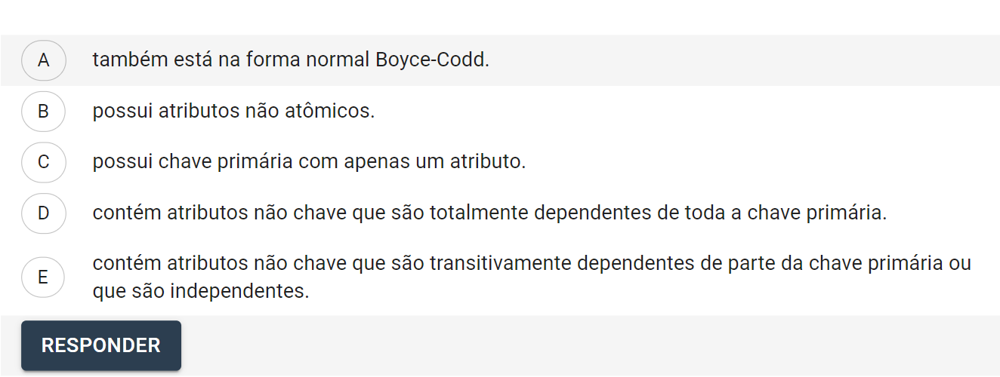 A também está na forma normal Boyce-Codd.
B possui atributos não atômicos.
C possui chave primária com apenas um atributo.
D contém atributos não chave que são totalmente dependentes de toda a chave primária.
E contém atributos não chave que são transitivamente dependentes de parte da chave primária ou
que são independentes.
RESPONDER